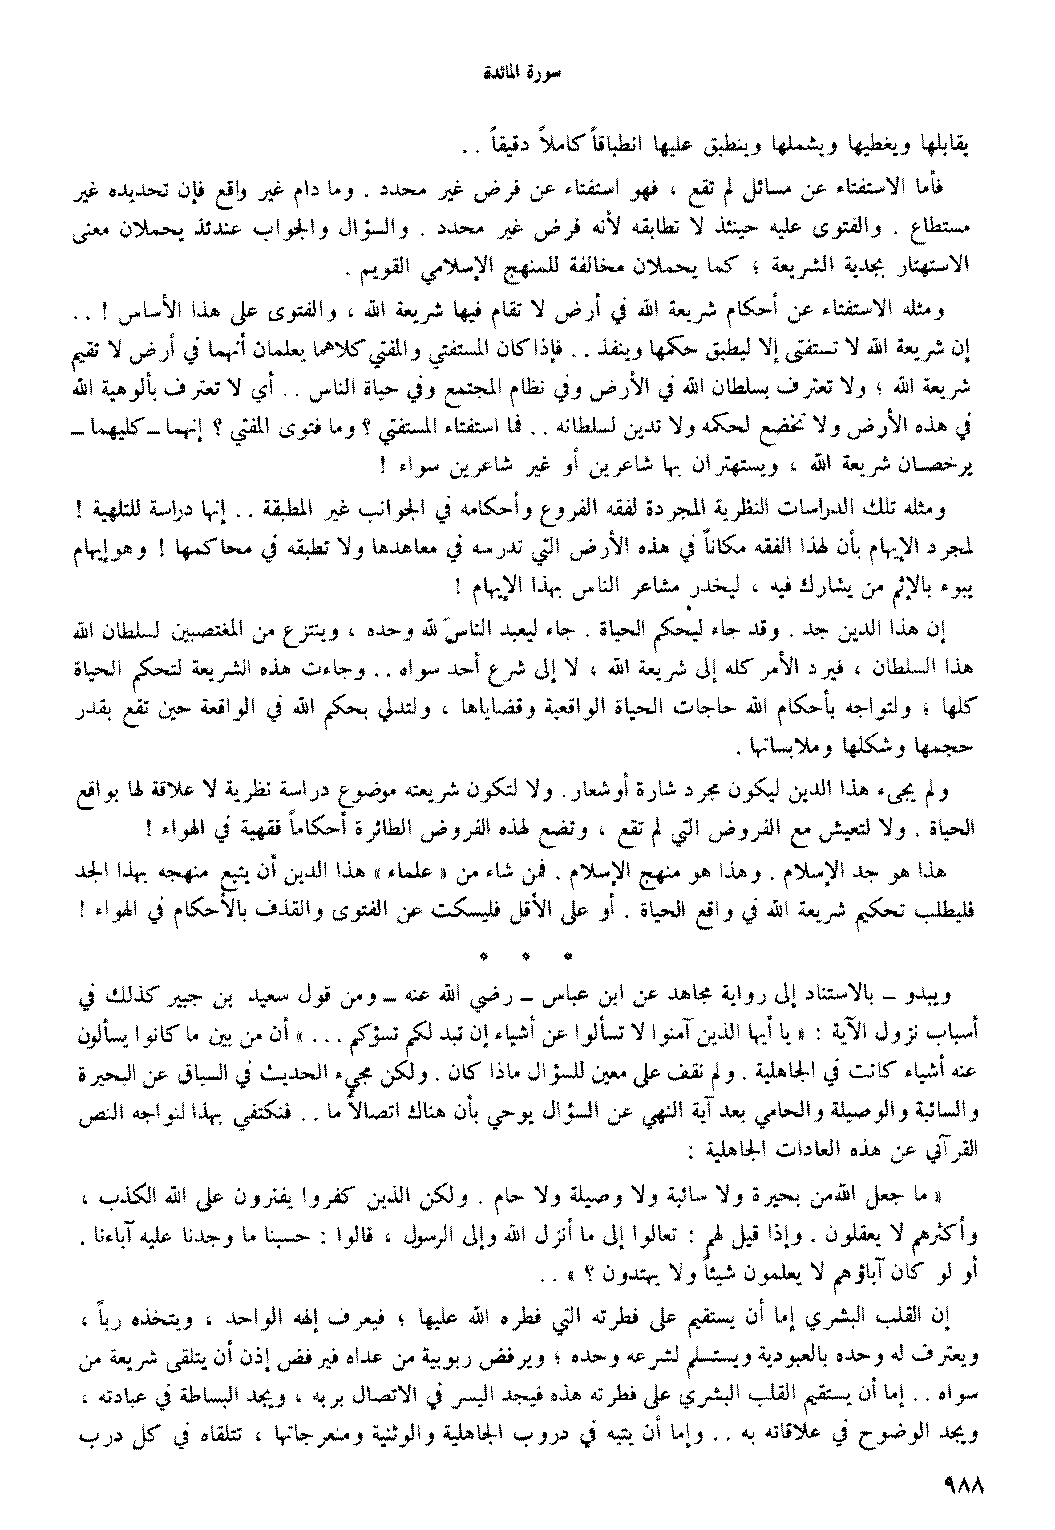 سورة المائدة
يقابلها ويغطيها ويشملها وينطبق عليها انطباقاً كاملاً دقيقاً . .
فأما الاستفتاء عن مسائل لم تقع ، فهو استفتاء عن فرض غير محدد . وما دام غير واقع فإن تحديده غير
مستطاع . والفتوى عليه حينئذ لا تطابقه لأنه فرض غير محدد . والسؤال والجواب عندئذ يحملان معنى
الاستهتار بجدية الشريعة ؛ كما يحملان مخالفة للمنهج الإسلامي القويم .
ومثله الاستفتاء عن أحكام شريعة الله في أرض لا تقام فيها شريعة الله ، والفتوى على هذا الأساس ! . .
إن شريعة الله لا تستفتى إلا ليطبق حكمها وينفذ . . فإذا كان المستفتي والمفتي كلاهما يعلمان أنهما في أرض لا تقيم
شريعة الله ؛ ولا تعترف بسلطان الله في الأرض وفي نظام المجتمع وفي حياة الناس . . أي لا تعترف بألوهية الله
في هذه الأرض ولا تخضع لحكمه ولا تدين لسلطانه . . فما استفتاء المستفتي ؟ وما فتوى المفتي ؟ إنهما – كليهما –
يرخصان شريعة الله ، ويستهتران بها شاعرين أو غير شاعرين سواء !
ومثله تلك الدراسات النظرية المجردة لفقه الفروع وأحكامه في الجوانب غير المطبقة . . إنها دراسة للتلهية !
لمجرد الإيهام بأن لهذا الفقه مكاناً في هذه الأرض التي تدرسه في معاهدها ولا تطبقه في محاكمها ! وهو إيهام
يبوء بالإثم من يشارك فيه ، ليخدر مشاعر الناس بهذا الإيهام !
إن هذا الدين جد . وقد جاء ليحكم الحياة . جاء ليعبد الناسَ لله وحده ، وينتزع من المغتصبين لسلطان الله
هذا السلطان ، فيرد الأمر كله إلى شريعة الله ، لا إلى شرع أحد سواه . . وجاءت هذه الشريعة لتحكم الحياة
كلها ؛ ولتواجه بأحكام الله حاجات الحياة الواقعية وقضاياها ، ولتدلي بحكم الله في الواقعة حين تقع بقدر
حجمها وشكلها وملابساتها .
ولم يجىء هذا الدين ليكون مجرد شارة أو شعار . ولا لتكون شريعته موضوع دراسة نظرية لا علاقة لها بواقع
الحياة . ولا لتعيش مع الفروض التي لم تقع ، وتضع لهذه الفروض الطائرة أحكاماً فقهية في الهواء !
هذا هو جد الإسلام . وهذا هو منهج الإسلام . فمن شاء من « علماء » هذا الدين أن يتبع منهجه بهذا الجد
فليطلب تحكيم شريعة الله في واقع الحياة . أو على الأقل فليسكت عن الفتوى والقذف بالأحكام في الهواء !
* * *
ويبدو – بالاستناد إلى رواية مجاهد عن ابن عباس – رضي الله عنه – ومن قول سعيد بن جبير كذلك في
أسباب نزول الآية : « يا أيها الذين آمنوا لا تسألوا عن أشياء إن تبد لكم تسؤكم . . . » أن من بين ما كانوا يسألون
عنه أشياء كانت في الجاهلية . ولم نقف على معين للسؤال ماذا كان . ولكن مجيء الحديث في السياق عن البحيرة
والسائبة والوصيلة والحامي بعد آية النهي عن السؤال يوحي بأن هناك اتصالاً ما . . فنكتفي بهذا لنواجه النص
القرآني عن هذه العادات الجاهلية :
« ما جعل الله من بحيرة ولا سائبة ولا وصيلة ولا حام . ولكن الذين كفروا يفترون على الله الكذب ،
وأكثرهم لا يعقلون . وإذا قيل لهم : تعالوا إلى ما أنزل الله وإلى الرسول ، قالوا : حسبنا ما وجدنا عليه آباءنا .
أو لو كان آباؤهم لا يعلمون شيئاً ولا يهتدون ؟ » . .
إن القلب البشري إما أن يستقيم على فطرته التي فطره الله عليها ؛ فيعرف إلهه الواحد ، ويتخذه رباً ،
ويعترف له وحده بالعبودية ويستسلم لشرعه وحده ؛ ويرفض ربوبية من عداه فيرفض إذن أن يتلقى شريعة من
سواه . . إما أن يستقيم القلب البشري على فطرته هذه فيجد اليسر في الاتصال بربه ، ويجد البساطة في عبادته ،
ويجد الوضوح في علاقاته به . . وإما أن يتيه في دروب الجاهلية والوثنية ومنعرجاتها ، تتلقاه في كل درب
٩٨٨